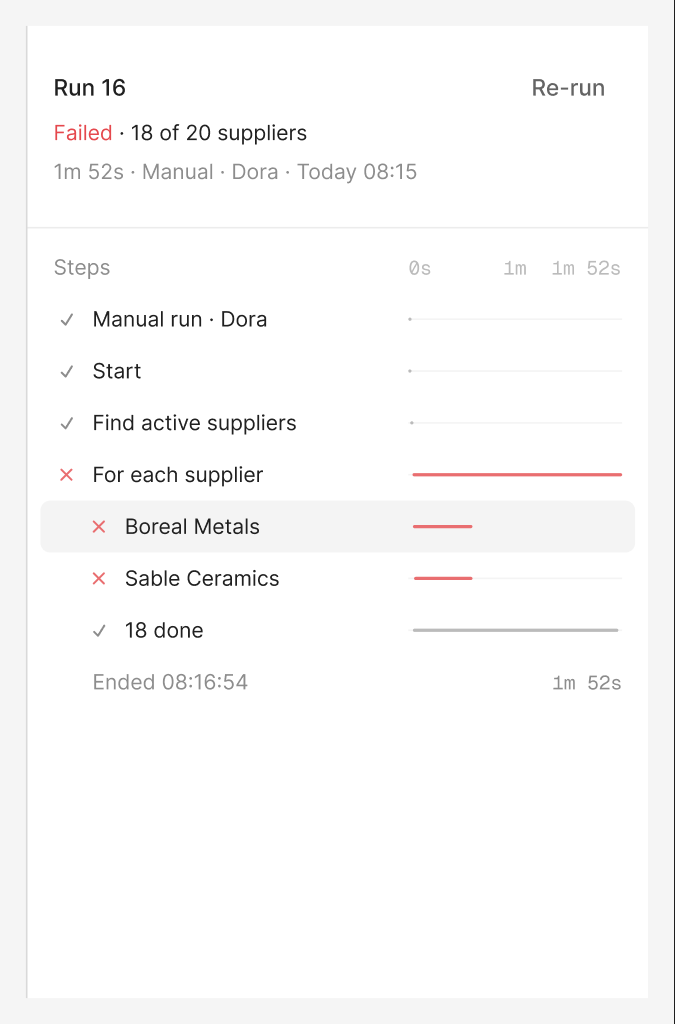 Run 16 Re-run
Failed · 18 of 20 suppliers
1m 52s · Manual · Dora · Today 08:15
Steps 0s 1m 1m 52s
Manual run · Dora
Start
Find active suppliers
For each supplier
Boreal Metals
Sable Ceramics
18 done
Ended 08:16:54 1m 52s